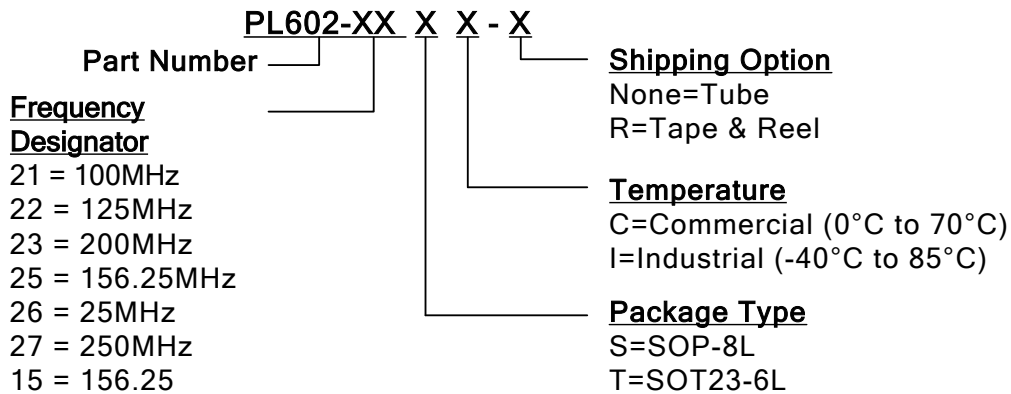 PL602-XX X X - X
Part Number
Frequency
Designator
21 = 100MHz
22 = 125MHz
23 = 200MHz
25 = 156.25MHz
26 = 25MHz
27 = 250MHz
15 = 156.25
Shipping Option
None=Tube
R=Tape & Reel
Temperature
C=Commercial (0°C to 70°C)
I=Industrial (-40°C to 85°C)
Package Type
S=SOP-8L
T=SOT23-6L